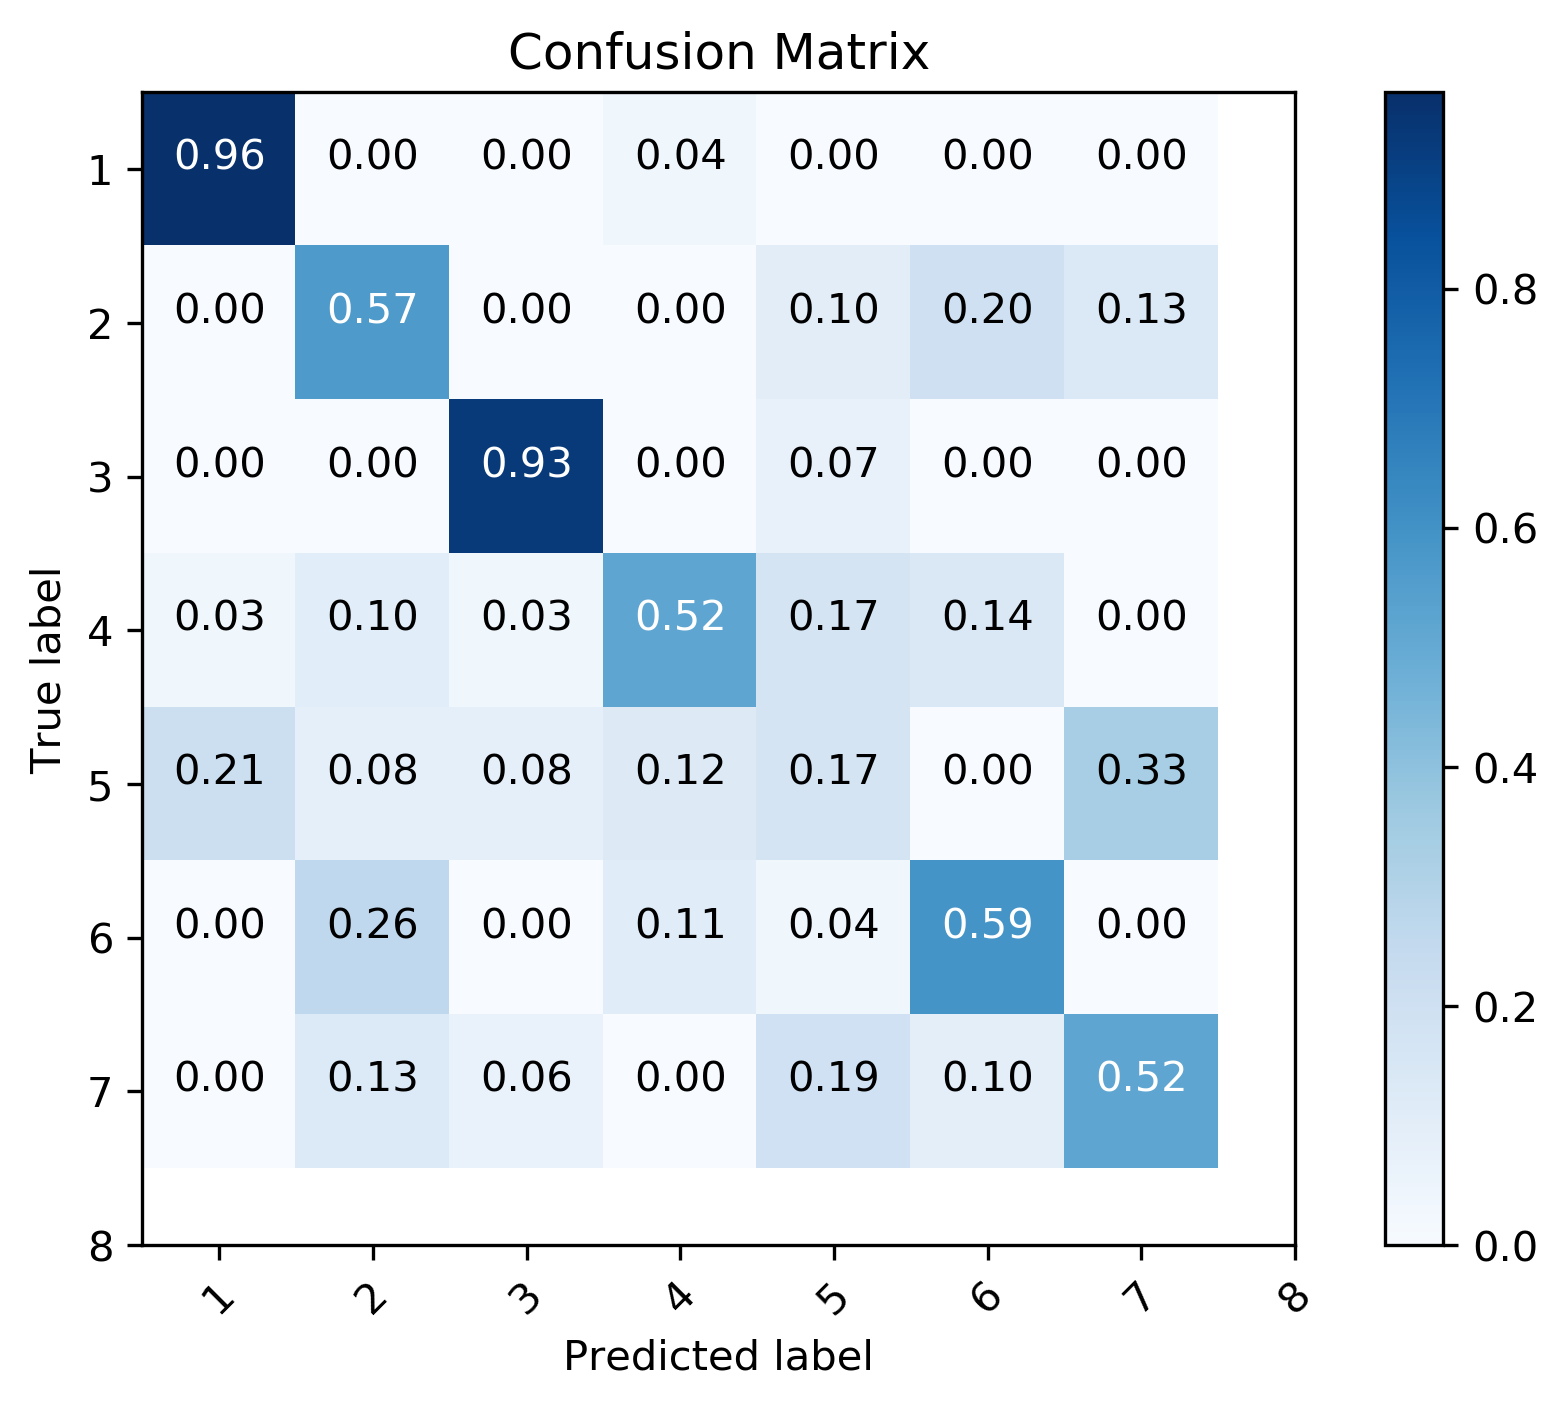 Confusion Matrix
True label
1 0.96 0.00 0.00 0.04 0.00 0.00 0.00
2 0.00 0.57 0.00 0.00 0.10 0.20 0.13
3 0.00 0.00 0.93 0.00 0.07 0.00 0.00
4 0.03 0.10 0.03 0.52 0.17 0.14 0.00
5 0.21 0.08 0.08 0.12 0.17 0.00 0.33
6 0.00 0.26 0.00 0.11 0.04 0.59 0.00
7 0.00 0.13 0.06 0.00 0.19 0.10 0.52
8
1 2 3 4 5 6 7 8
Predicted label
0.8
0.6
0.4
0.2
0.0